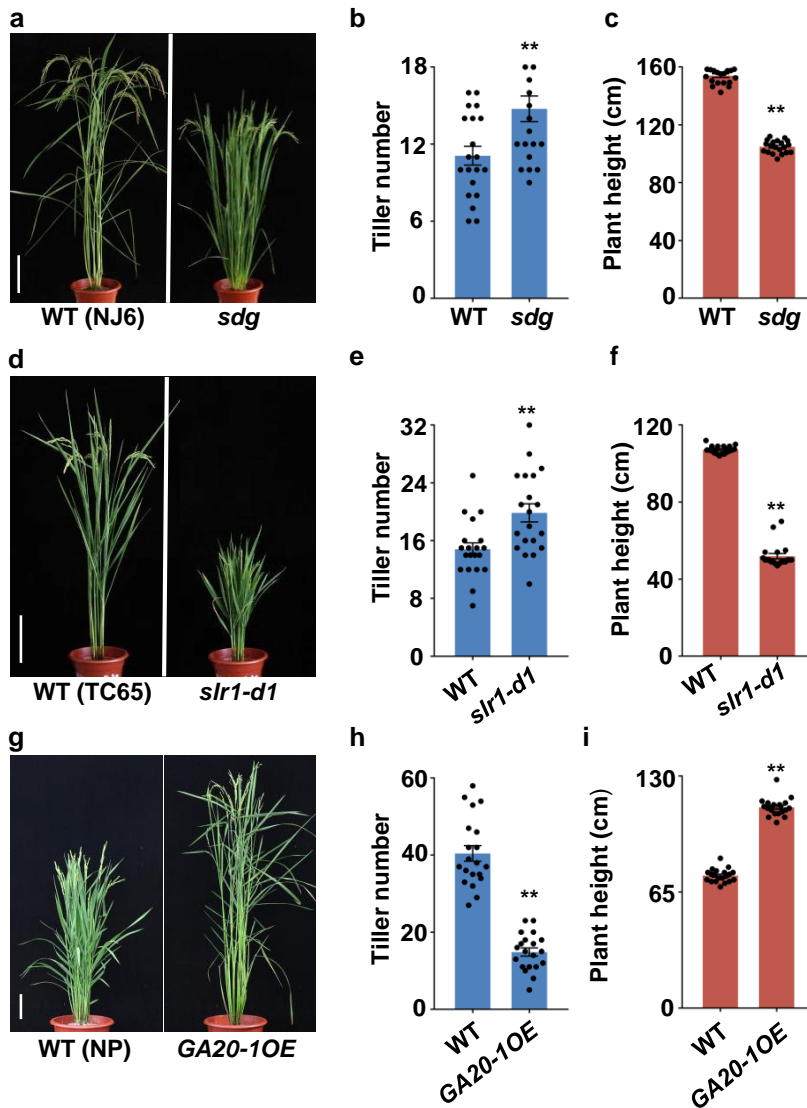 a
WT (NJ6) sdg
b
Tiller number
18
12
6
0
**
WT sdg
c
Plant height (cm)
160
120
160
60
0
**
WT sdg
d
WT (TC65) slr1-d1
e
Tiller number
32
24
16
8
0
**
WT
slr1-d1
f
Plant height (cm)
120
80
40
0
**
WT
slr1-d1
g
WT (NP) GA20-1OE
h
Tiller number
60
40
20
0
**
WT
GA20-1OE
i
Plant height (cm)
130
65
0
**
WT
GA20-1OE